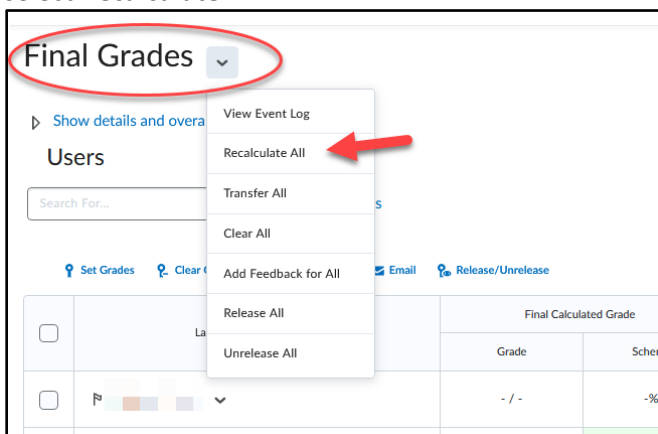 Final Grades
View Event Log
Show details and overa
Recalculate All
Users
Search For...
Transfer All
s
Clear All
Set Grades
Clear
Add Feedback for All
Email
Release/Unrelease
Release All
Final Calculated Grade
La
Unrelease All
Grade
Scher
- / -
-%